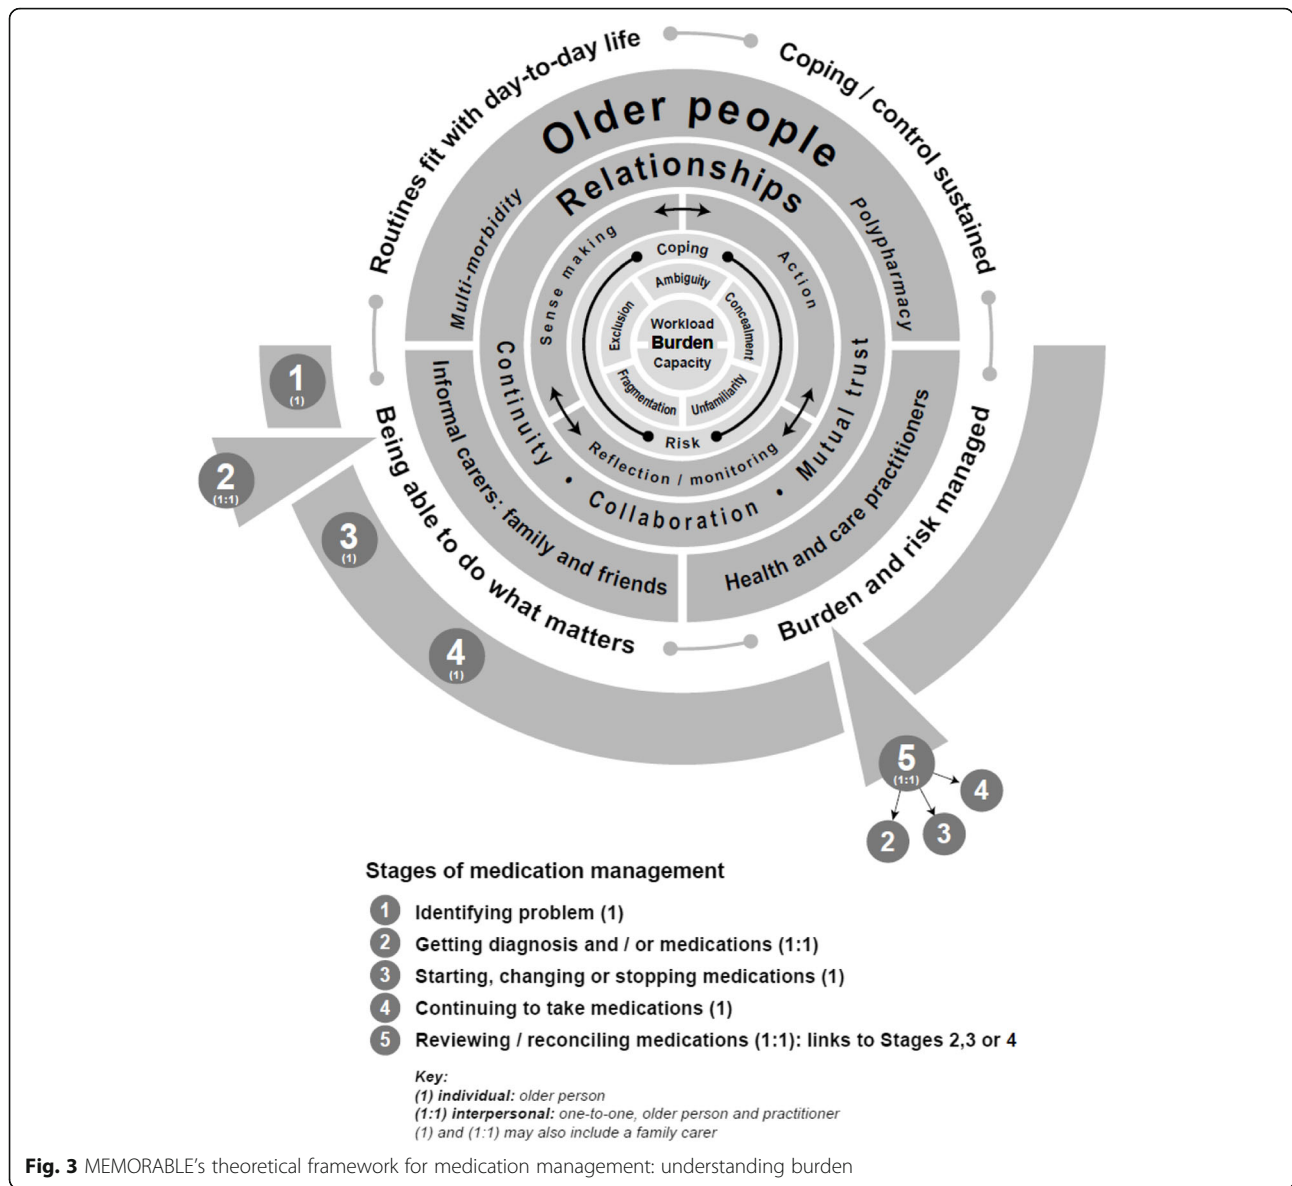 Routines fit with day-to-day life
Coping / control sustained
Older people
Multi-morbidity
Polypharmacy
Relationships
Sense making
Action
Coping
Ambiguity
Exclusion
Concealment
Workload
Burden
Capacity
Fragmentation
Unfamiliarity
Risk
Reflection / monitoring
Continuity • Collaboration • Mutual trust
Informal carers: family and friends
Health and care practitioners
Being able to do what matters
Burden and risk managed
1
(1)
2
(1:1)
3
(1)
4
(1)
5
(1:1)
4
3
2
Stages of medication management
1 Identifying problem (1)
2 Getting diagnosis and / or medications (1:1)
3 Starting, changing or stopping medications (1)
4 Continuing to take medications (1)
5 Reviewing / reconciling medications (1:1): links to Stages 2,3 or 4
Key:
(1) individual: older person
(1:1) interpersonal: one-to-one, older person and practitioner
(1) and (1:1) may also include a family carer
Fig. 3 MEMORABLE's theoretical framework for medication management: understanding burden